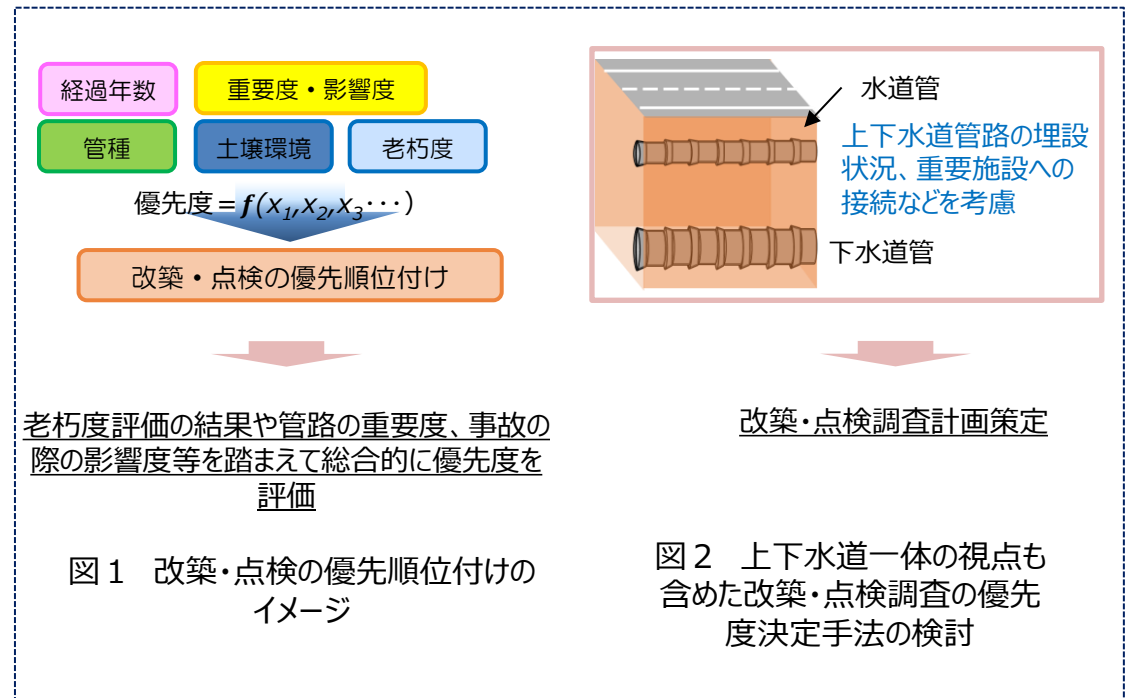 経過年数
重要度・影響度
管種
土壌環境
老朽度
優先度＝f(x1,x2,x3･･･)
改築・点検の優先順位付け
老朽度評価の結果や管路の重要度、事故の
際の影響度等を踏まえて総合的に優先度を
評価
図１　改築・点検の優先順位付けの
イメージ
水道管
上下水道管路の埋設
状況、重要施設への
接続などを考慮
下水道管
改築・点検調査計画策定
図２　上下水道一体の視点も
含めた改築・点検調査の優先
度決定手法の検討